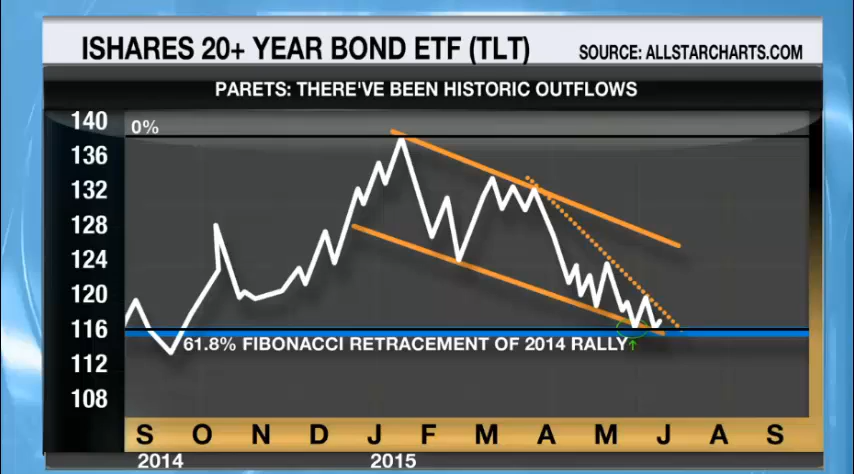 ISHARES 20+ YEAR BOND ETF (TLT) SOURCE: ALLSTARCHARTS.COM
PARETS: THERE'VE BEEN HISTORIC OUTFLOWS
140
0%
136
132
128
124
120
116
61.8% FIBONACCI RETRACEMENT OF 2014 RALLY↑
112
108
S O N D J F M A M J A S
2014 2015